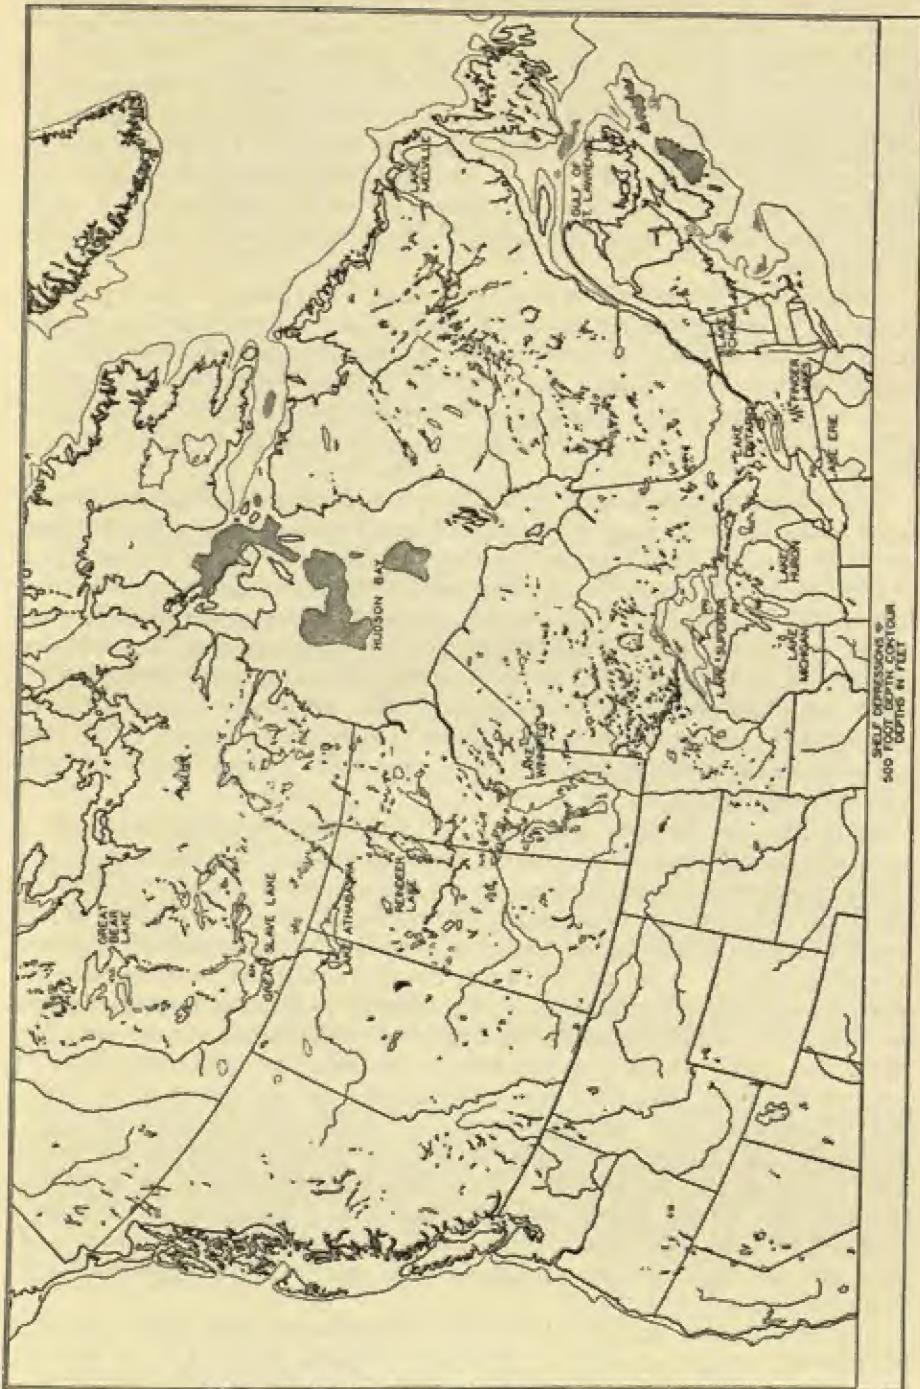 GREAT
BEAR
LAKE
GREAT SLAVE LAKE
LAKE ATHABASKA
REINDEER
LAKE
LAKE
WINNIPEG
HUDSON BAY
LAKE
MELVILLE
GULF OF
ST. LAWRENCE
LAKE SUPERIOR
LAKE
MICHIGAN
LAKE
HURON
LAKE
ONTARIO
LAKE ERIE
FINGER
LAKES
LAKE
SHELF DEPRESSIONS
500 FOOT DEPTH CONTOUR
DEPTHS IN FEET